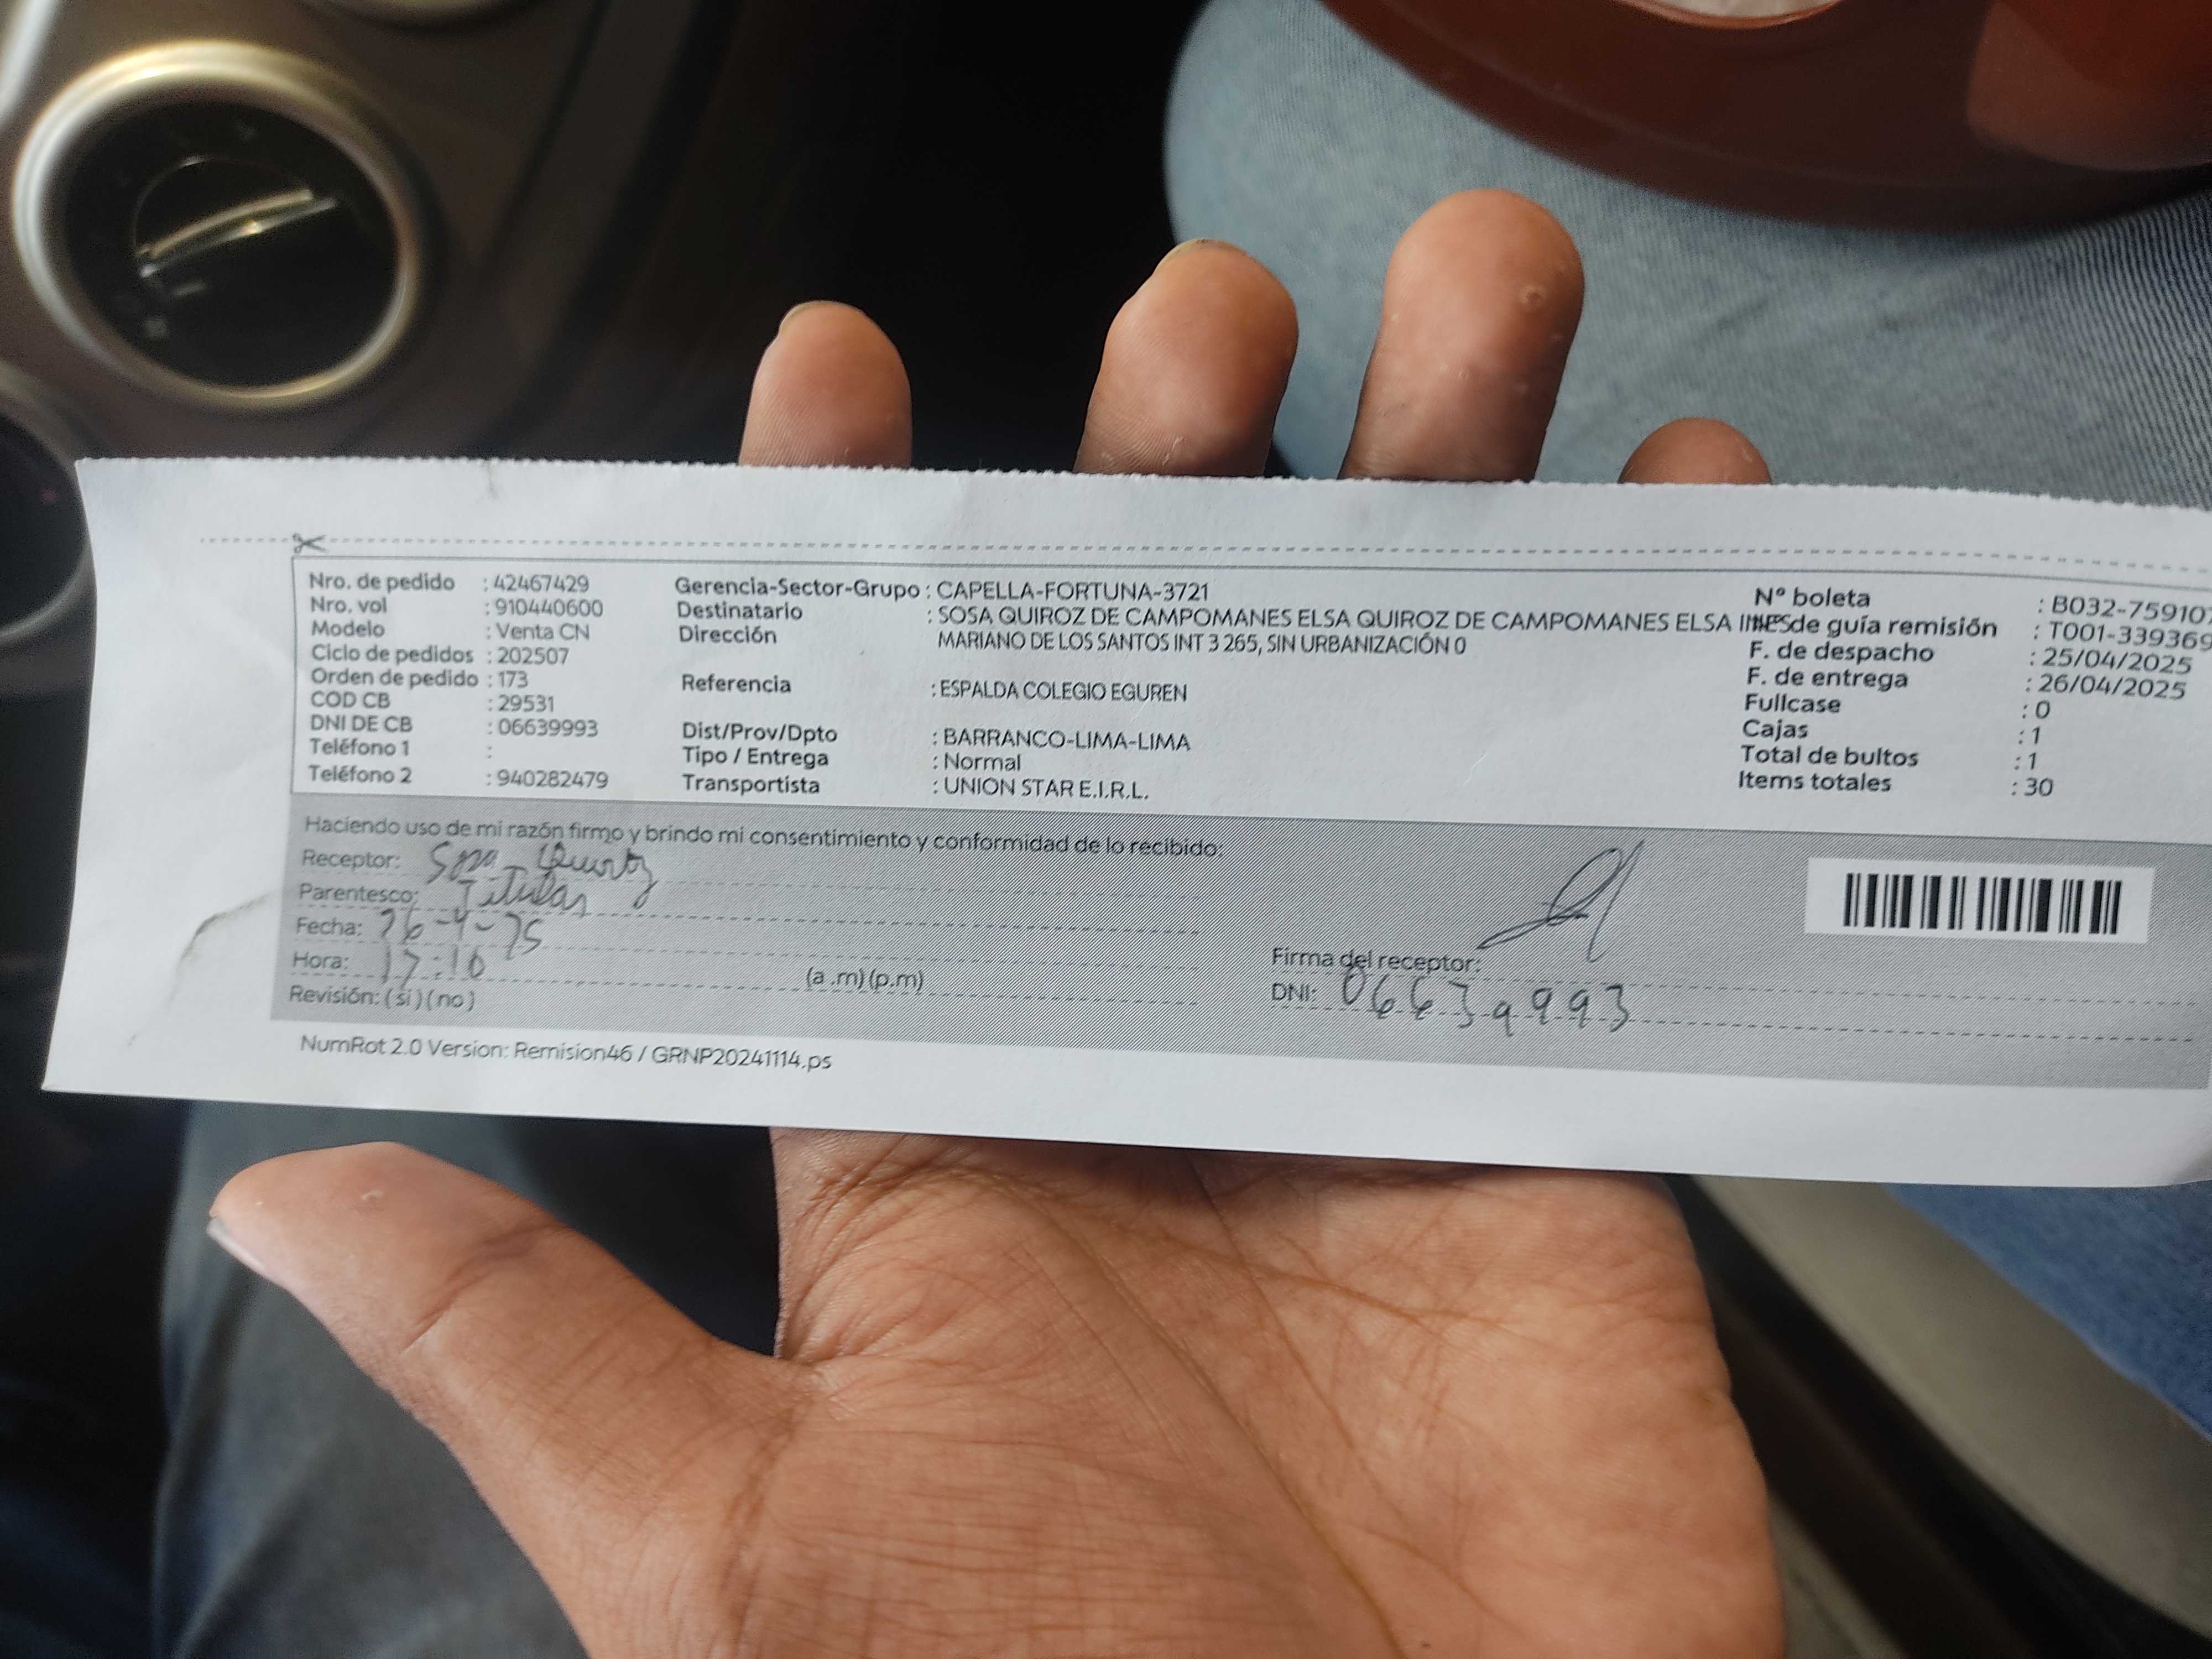 Nro. de pedido : 42467429
Nro. vol : 910440600
Modelo : Venta CN
Ciclo de pedidos : 202507
Orden de pedido : 173
COD CB : 29531
DNI DE CB : 06639993
Teléfono 1 :
Teléfono 2 : 940282479
Gerencia-Sector-Grupo : CAPELLA-FORTUNA-3721
Destinatario : SOSA QUIROZ DE CAMPOMANES ELSA QUIROZ DE CAMPOMANES ELSA INES
Dirección MARIANO DE LOS SANTOS INT 3 265, SIN URBANIZACIÓN 0
Referencia : ESPALDA COLEGIO EGUREN
Dist/Prov/Dpto : BARRANCO-LIMA-LIMA
Tipo / Entrega : Normal
Transportista : UNION STAR E.I.R.L.
N° boleta : B032-75910
de guía remisión : T001-339369
F. de despacho : 25/04/2025
F. de entrega : 26/04/2025
Fullcase : 0
Cajas : 1
Total de bultos : 1
Items totales : 30
Haciendo uso de mi razón firmo y brindo mi consentimiento y conformidad de lo recibido:
Receptor: Sosa Quiroz
Parentesco: Titular
Fecha: 26-4-25
Hora: 17:10 (a .m) (p.m)
Revisión: (si) (no)
Firma del receptor:
DNI: 06639993
NumRot 2.0 Version: Remision46 / GRNP20241114.ps